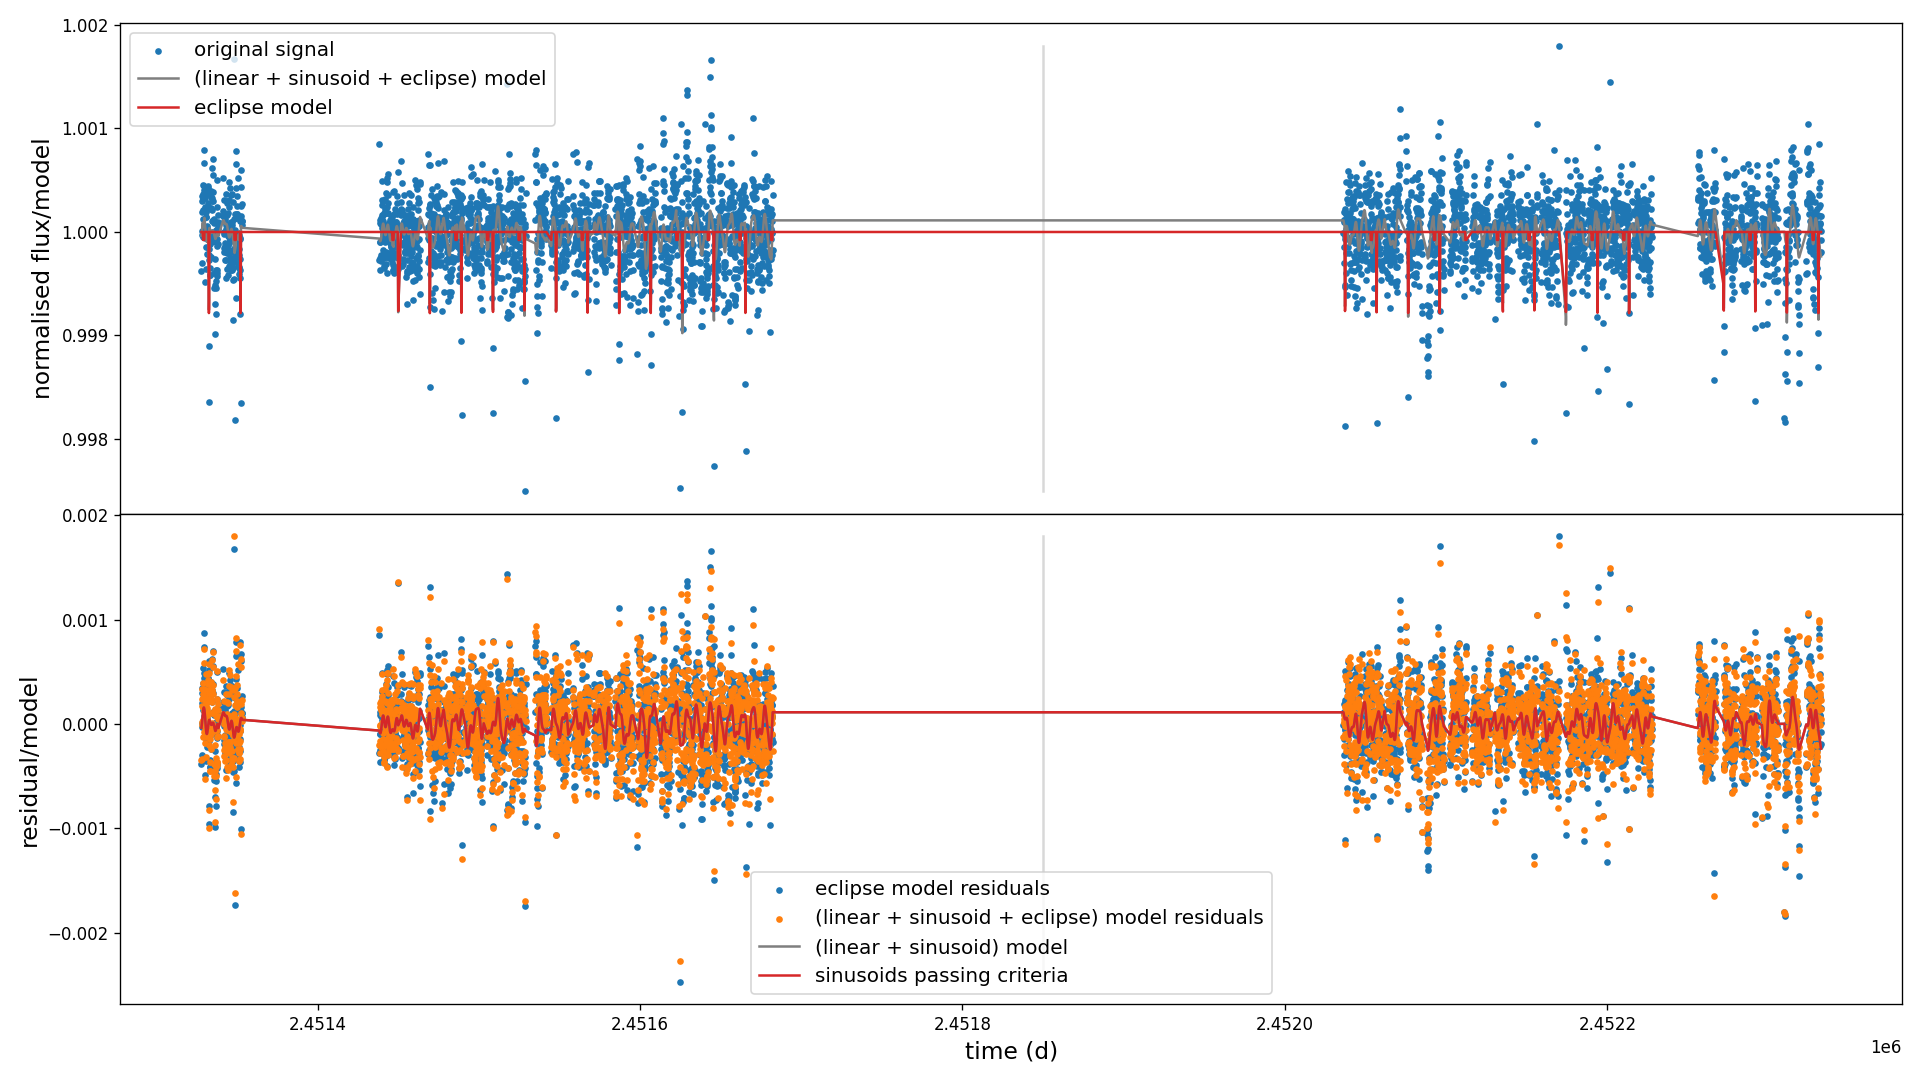 1.002
1.001
1.000
0.999
0.998
normalised flux/model
original signal
(linear + sinusoid + eclipse) model
eclipse model
0.002
0.001
0.000
−0.001
−0.002
residual/model
eclipse model residuals
(linear + sinusoid + eclipse) model residuals
(linear + sinusoid) model
sinusoids passing criteria
2.4514 2.4516 2.4518 2.4520 2.4522
1e6
time (d)